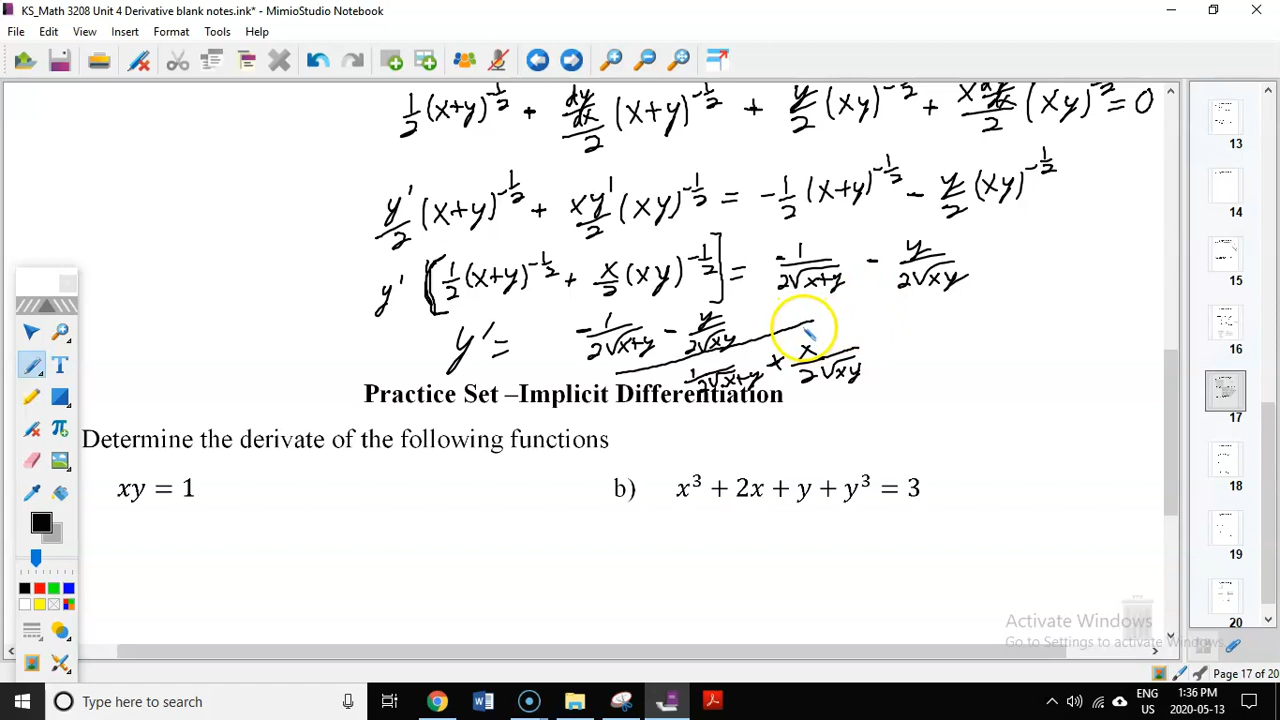 KS_Math 3208 Unit 4 Derivative blank notes.ink* - MimioStudio Notebook
File Edit View Insert Format Tools Help
½(x+y)^-½ + (dy/dx)/2 (x+y)^-½ + y/2 (xy)^-½ + (x dy/dx)/2 (xy)^-½ = 0
y'/2 (x+y)^-½ + xy'/2 (xy)^-½ = -½(x+y)^-½ - y/2 (xy)^-½
y' [½(x+y)^-½ + x/2 (xy)^-½] = -1/(2√x+y) - y/(2√xy)
y' = (-1/(2√x+y) - y/(2√xy)) / (1/(2√x+y) + x/(2√xy))
Practice Set –Implicit Differentiation
Determine the derivate of the following functions
xy = 1 b) x³ + 2x + y + y³ = 3
13
14
15
16
17
18
19
20
Activate Windows
Go to Settings to activate Windows
Page 17 of 20
Type here to search
ENG
US
1:36 PM
2020-05-13